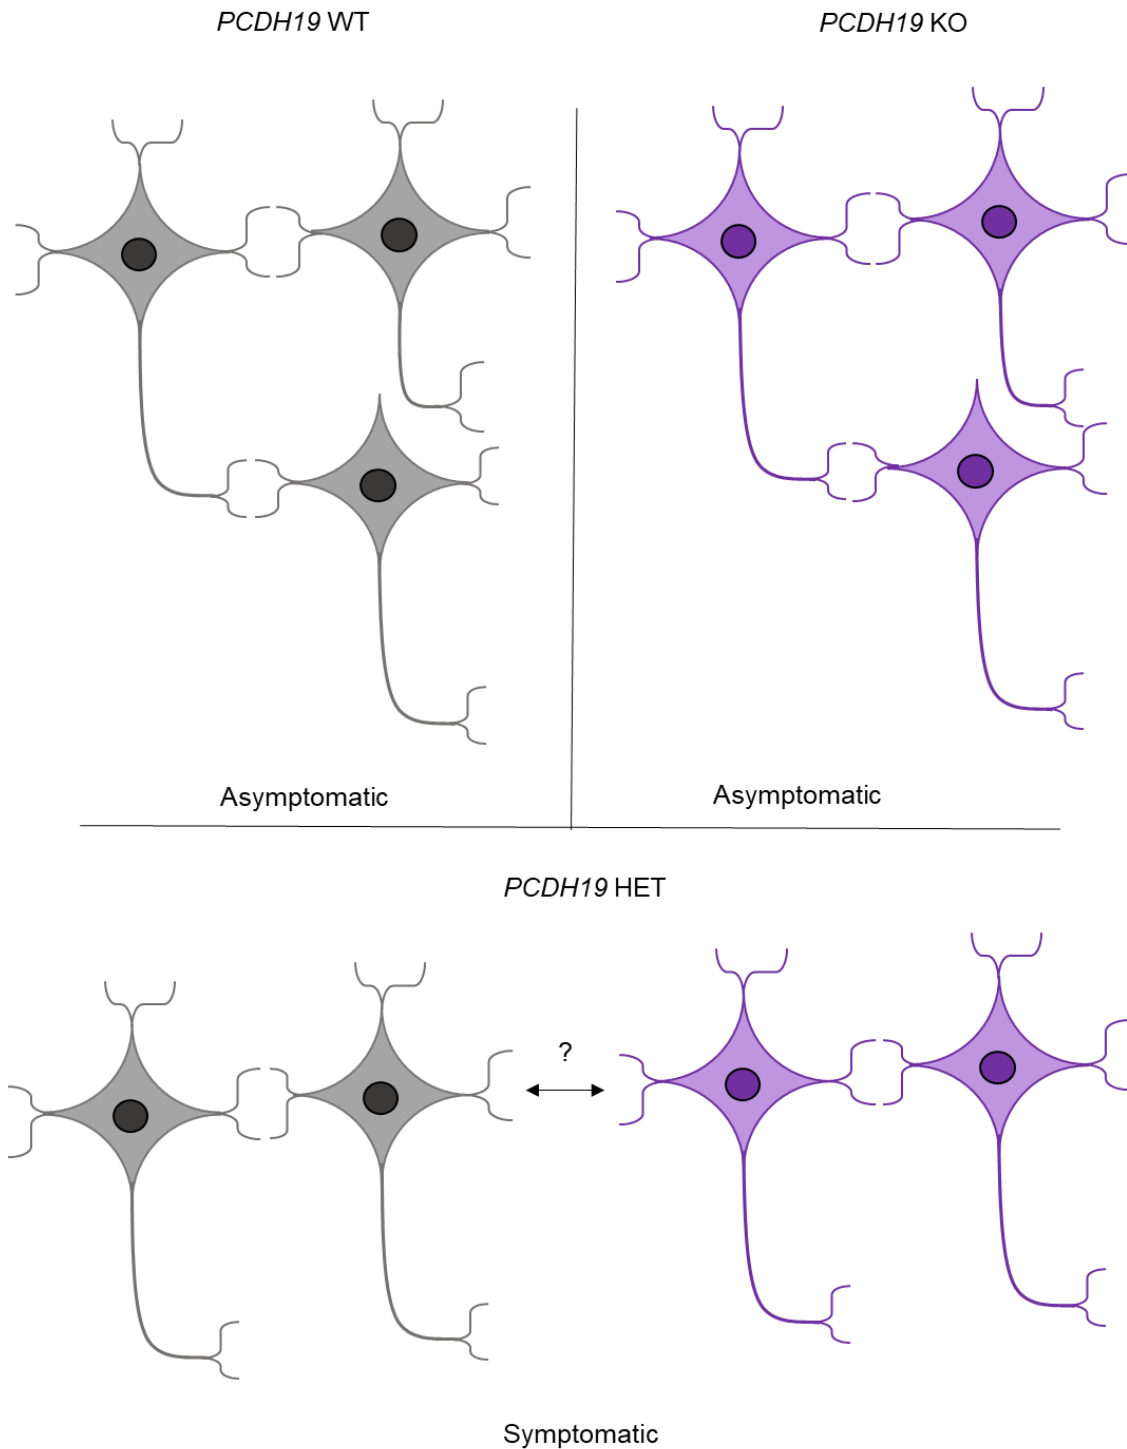 PCDH19 WT
PCDH19 KO
Asymptomatic
Asymptomatic
PCDH19 HET
?
Symptomatic